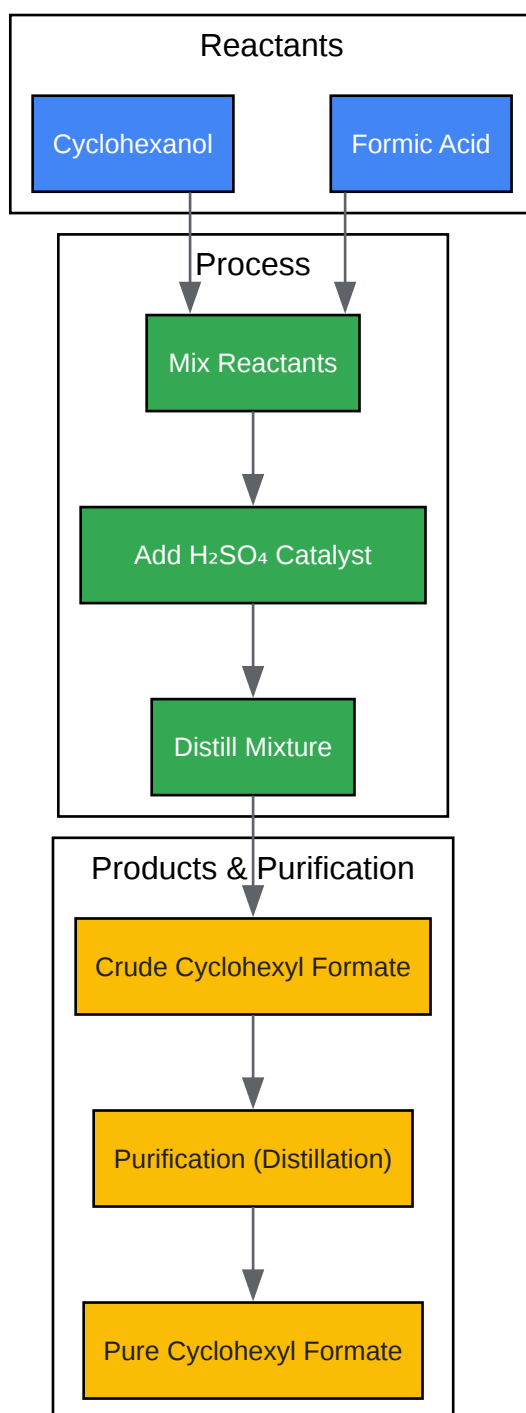 Reactants
Cyclohexanol
Formic Acid
Process
Mix Reactants
Add H₂SO₄ Catalyst
Distill Mixture
Products & Purification
Crude Cyclohexyl Formate
Purification (Distillation)
Pure Cyclohexyl Formate